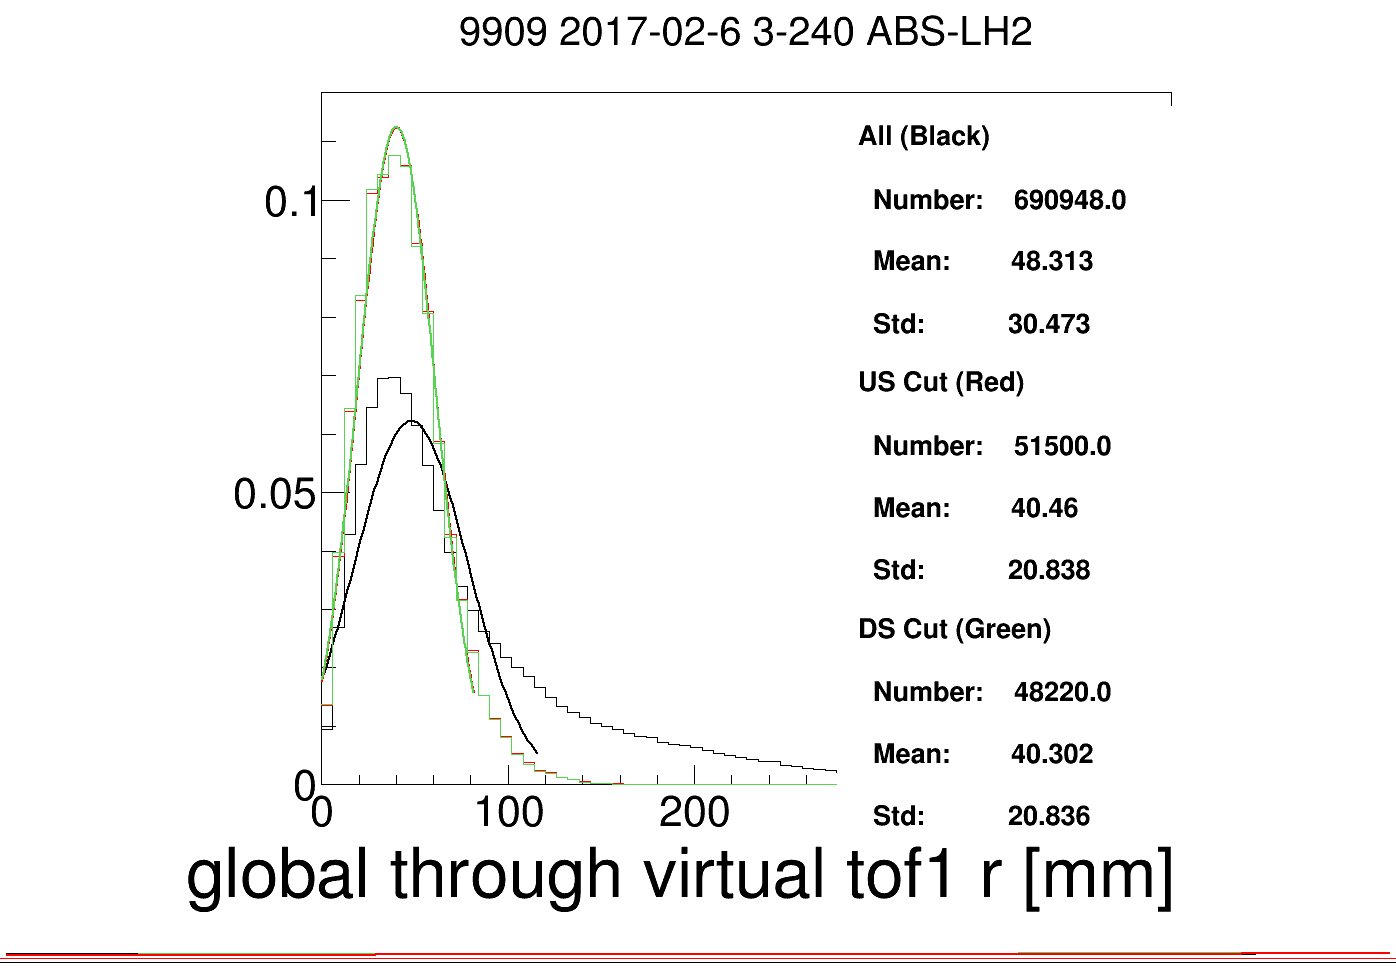 9909 2017-02-6 3-240 ABS-LH2
All (Black)
Number: 690948.0
Mean: 48.313
Std: 30.473
US Cut (Red)
Number: 51500.0
Mean: 40.46
Std: 20.838
DS Cut (Green)
Number: 48220.0
Mean: 40.302
Std: 20.836
0.1
0.05
0
0 100 200
global through virtual tof1 r [mm]